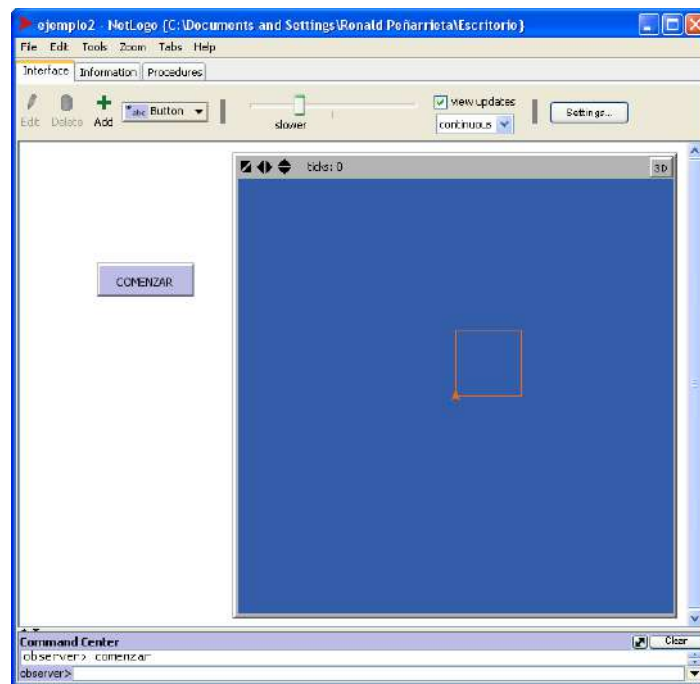 ejemplo2 - NetLogo {C:\Documents and Settings\Ronald Peñarrieta\Escritorio}
File Edit Tools Zoom Tabs Help
Interface Information Procedures
Edit Delete Add abc Button slower view updates continuous Settings...
ticks: 0 3D
COMENZAR
Command Center Clear
observer> comenzar
observer>